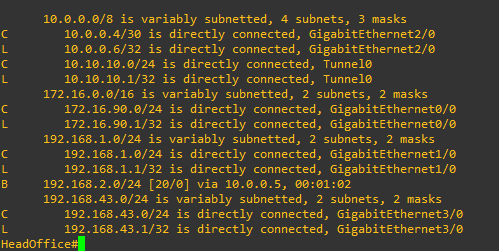 10.0.0.0/8 is variably subnetted, 4 subnets, 3 masks
C 10.0.0.4/30 is directly connected, GigabitEthernet2/0
L 10.0.0.6/32 is directly connected, GigabitEthernet2/0
C 10.10.10.0/24 is directly connected, Tunnel0
L 10.10.10.1/32 is directly connected, Tunnel0
172.16.0.0/16 is variably subnetted, 2 subnets, 2 masks
C 172.16.90.0/24 is directly connected, GigabitEthernet0/0
L 172.16.90.1/32 is directly connected, GigabitEthernet0/0
192.168.1.0/24 is variably subnetted, 2 subnets, 2 masks
C 192.168.1.0/24 is directly connected, GigabitEthernet1/0
L 192.168.1.1/32 is directly connected, GigabitEthernet1/0
B 192.168.2.0/24 [20/0] via 10.0.0.5, 00:01:02
192.168.43.0/24 is variably subnetted, 2 subnets, 2 masks
C 192.168.43.0/24 is directly connected, GigabitEthernet3/0
L 192.168.43.1/32 is directly connected, GigabitEthernet3/0
HeadOffice#